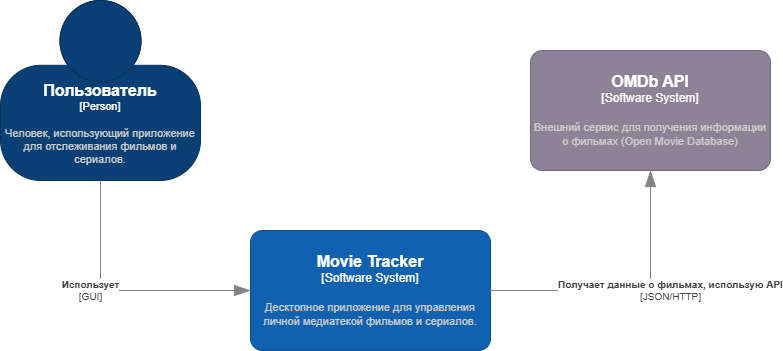 Пользователь
[Person]
Человек, использующий приложение
для отслеживания фильмов и
сериалов.
OMDb API
[Software System]
Внешний сервис для получения информации
о фильмах (Open Movie Database)
Movie Tracker
[Software System]
Десктопное приложение для управления
личной медиатекой фильмов и сериалов.
Использует
[GUI]
Получает данные о фильмах, использую API
[JSON/HTTP]